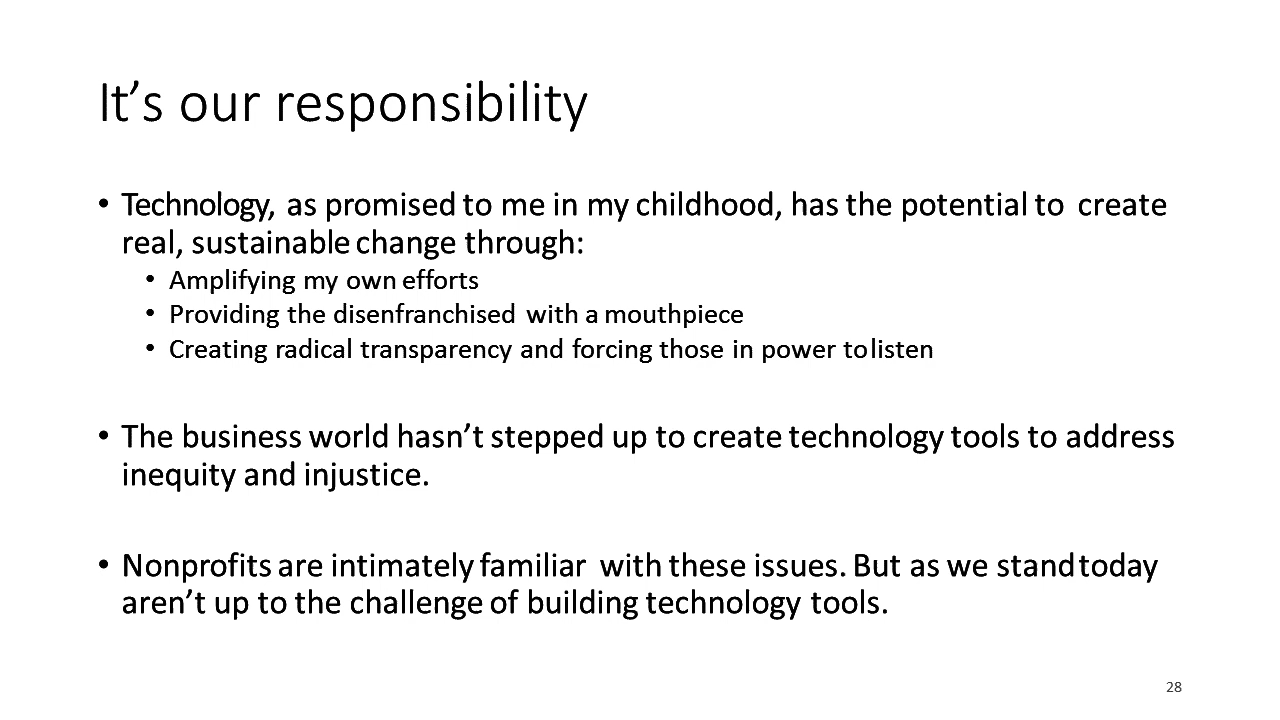 It’s our responsibility
• Technology, as promised to me in my childhood, has the potential to create
real, sustainable change through:
• Amplifying my own efforts
• Providing the disenfranchised with a mouthpiece
• Creating radical transparency and forcing those in power to listen
• The business world hasn’t stepped up to create technology tools to address
inequity and injustice.
• Nonprofits are intimately familiar with these issues. But as we stand today
aren’t up to the challenge of building technology tools.
28